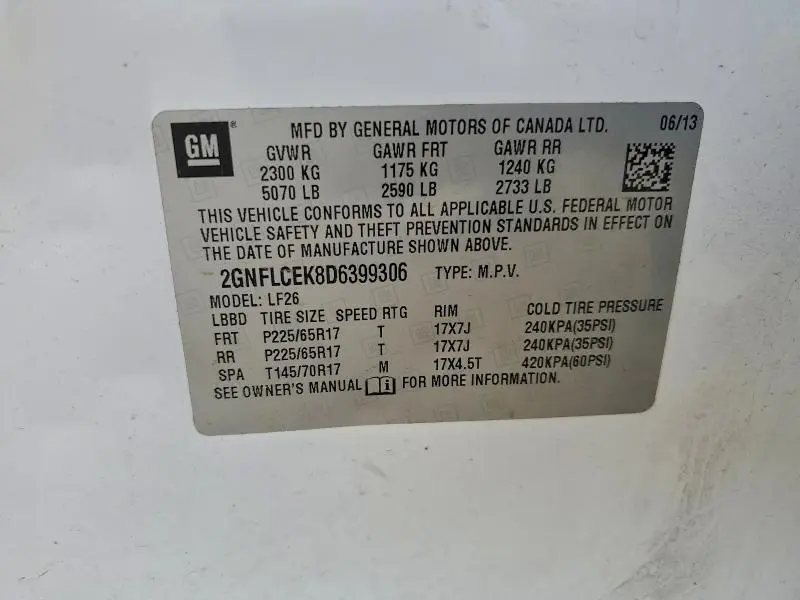 GM® MFD BY GENERAL MOTORS OF CANADA LTD. 06/13
GVWR GAWR FRT GAWR RR
2300 KG 1175 KG 1240 KG
5070 LB 2590 LB 2733 LB
THIS VEHICLE CONFORMS TO ALL APPLICABLE U.S. FEDERAL MOTOR
VEHICLE SAFETY AND THEFT PREVENTION STANDARDS IN EFFECT ON
THE DATE OF MANUFACTURE SHOWN ABOVE.
2GNFLCEK8D6399306 TYPE: M.P.V.
MODEL: LF26
LBBD TIRE SIZE SPEED RTG RIM COLD TIRE PRESSURE
FRT P225/65R17 T 17X7J 240KPA(35PSI)
RR P225/65R17 T 17X7J 240KPA(35PSI)
SPA T145/70R17 M 17X4.5T 420KPA(60PSI)
SEE OWNER'S MANUAL i FOR MORE INFORMATION.